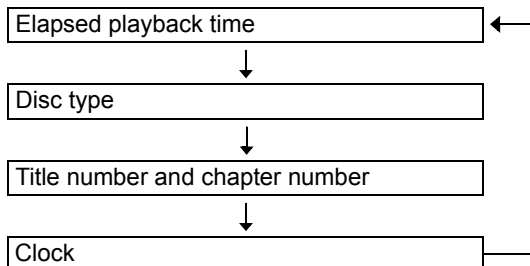 Elapsed playback time
Disc type
Title number and chapter number
Clock